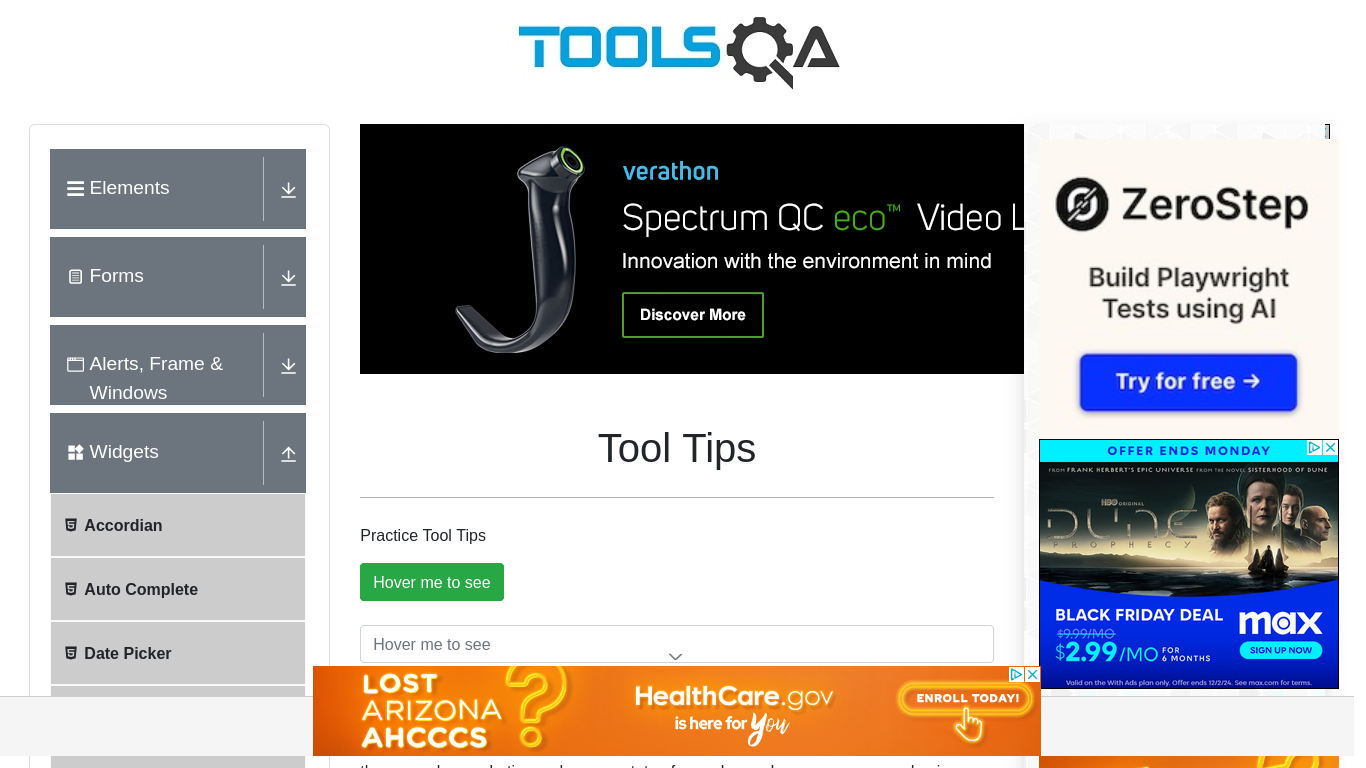 TOOLSQA
Elements
Forms
Alerts, Frame &
Windows
Widgets
Accordian
Auto Complete
Date Picker
verathon
Spectrum QC eco™ Video L
Innovation with the environment in mind
Discover More
Tool Tips
Practice Tool Tips
Hover me to see
Hover me to see
ZeroStep
Build Playwright
Tests using AI
Try for free →
OFFER ENDS MONDAY
FROM FRANK HERBERT'S EPIC UNIVERSE FROM THE NOVEL SISTERHOOD OF DUNE
HBO ORIGINAL
DUNE
PROPHECY
BLACK FRIDAY DEAL
$9.99/MO
$2.99/MO FOR
6 MONTHS
max
SIGN UP NOW
Valid on the With Ads plan only. Offer ends 12/2/24. See max.com for terms.
LOST
ARIZONA
AHCCCS
?
HealthCare.gov
is here for you
ENROLL TODAY!